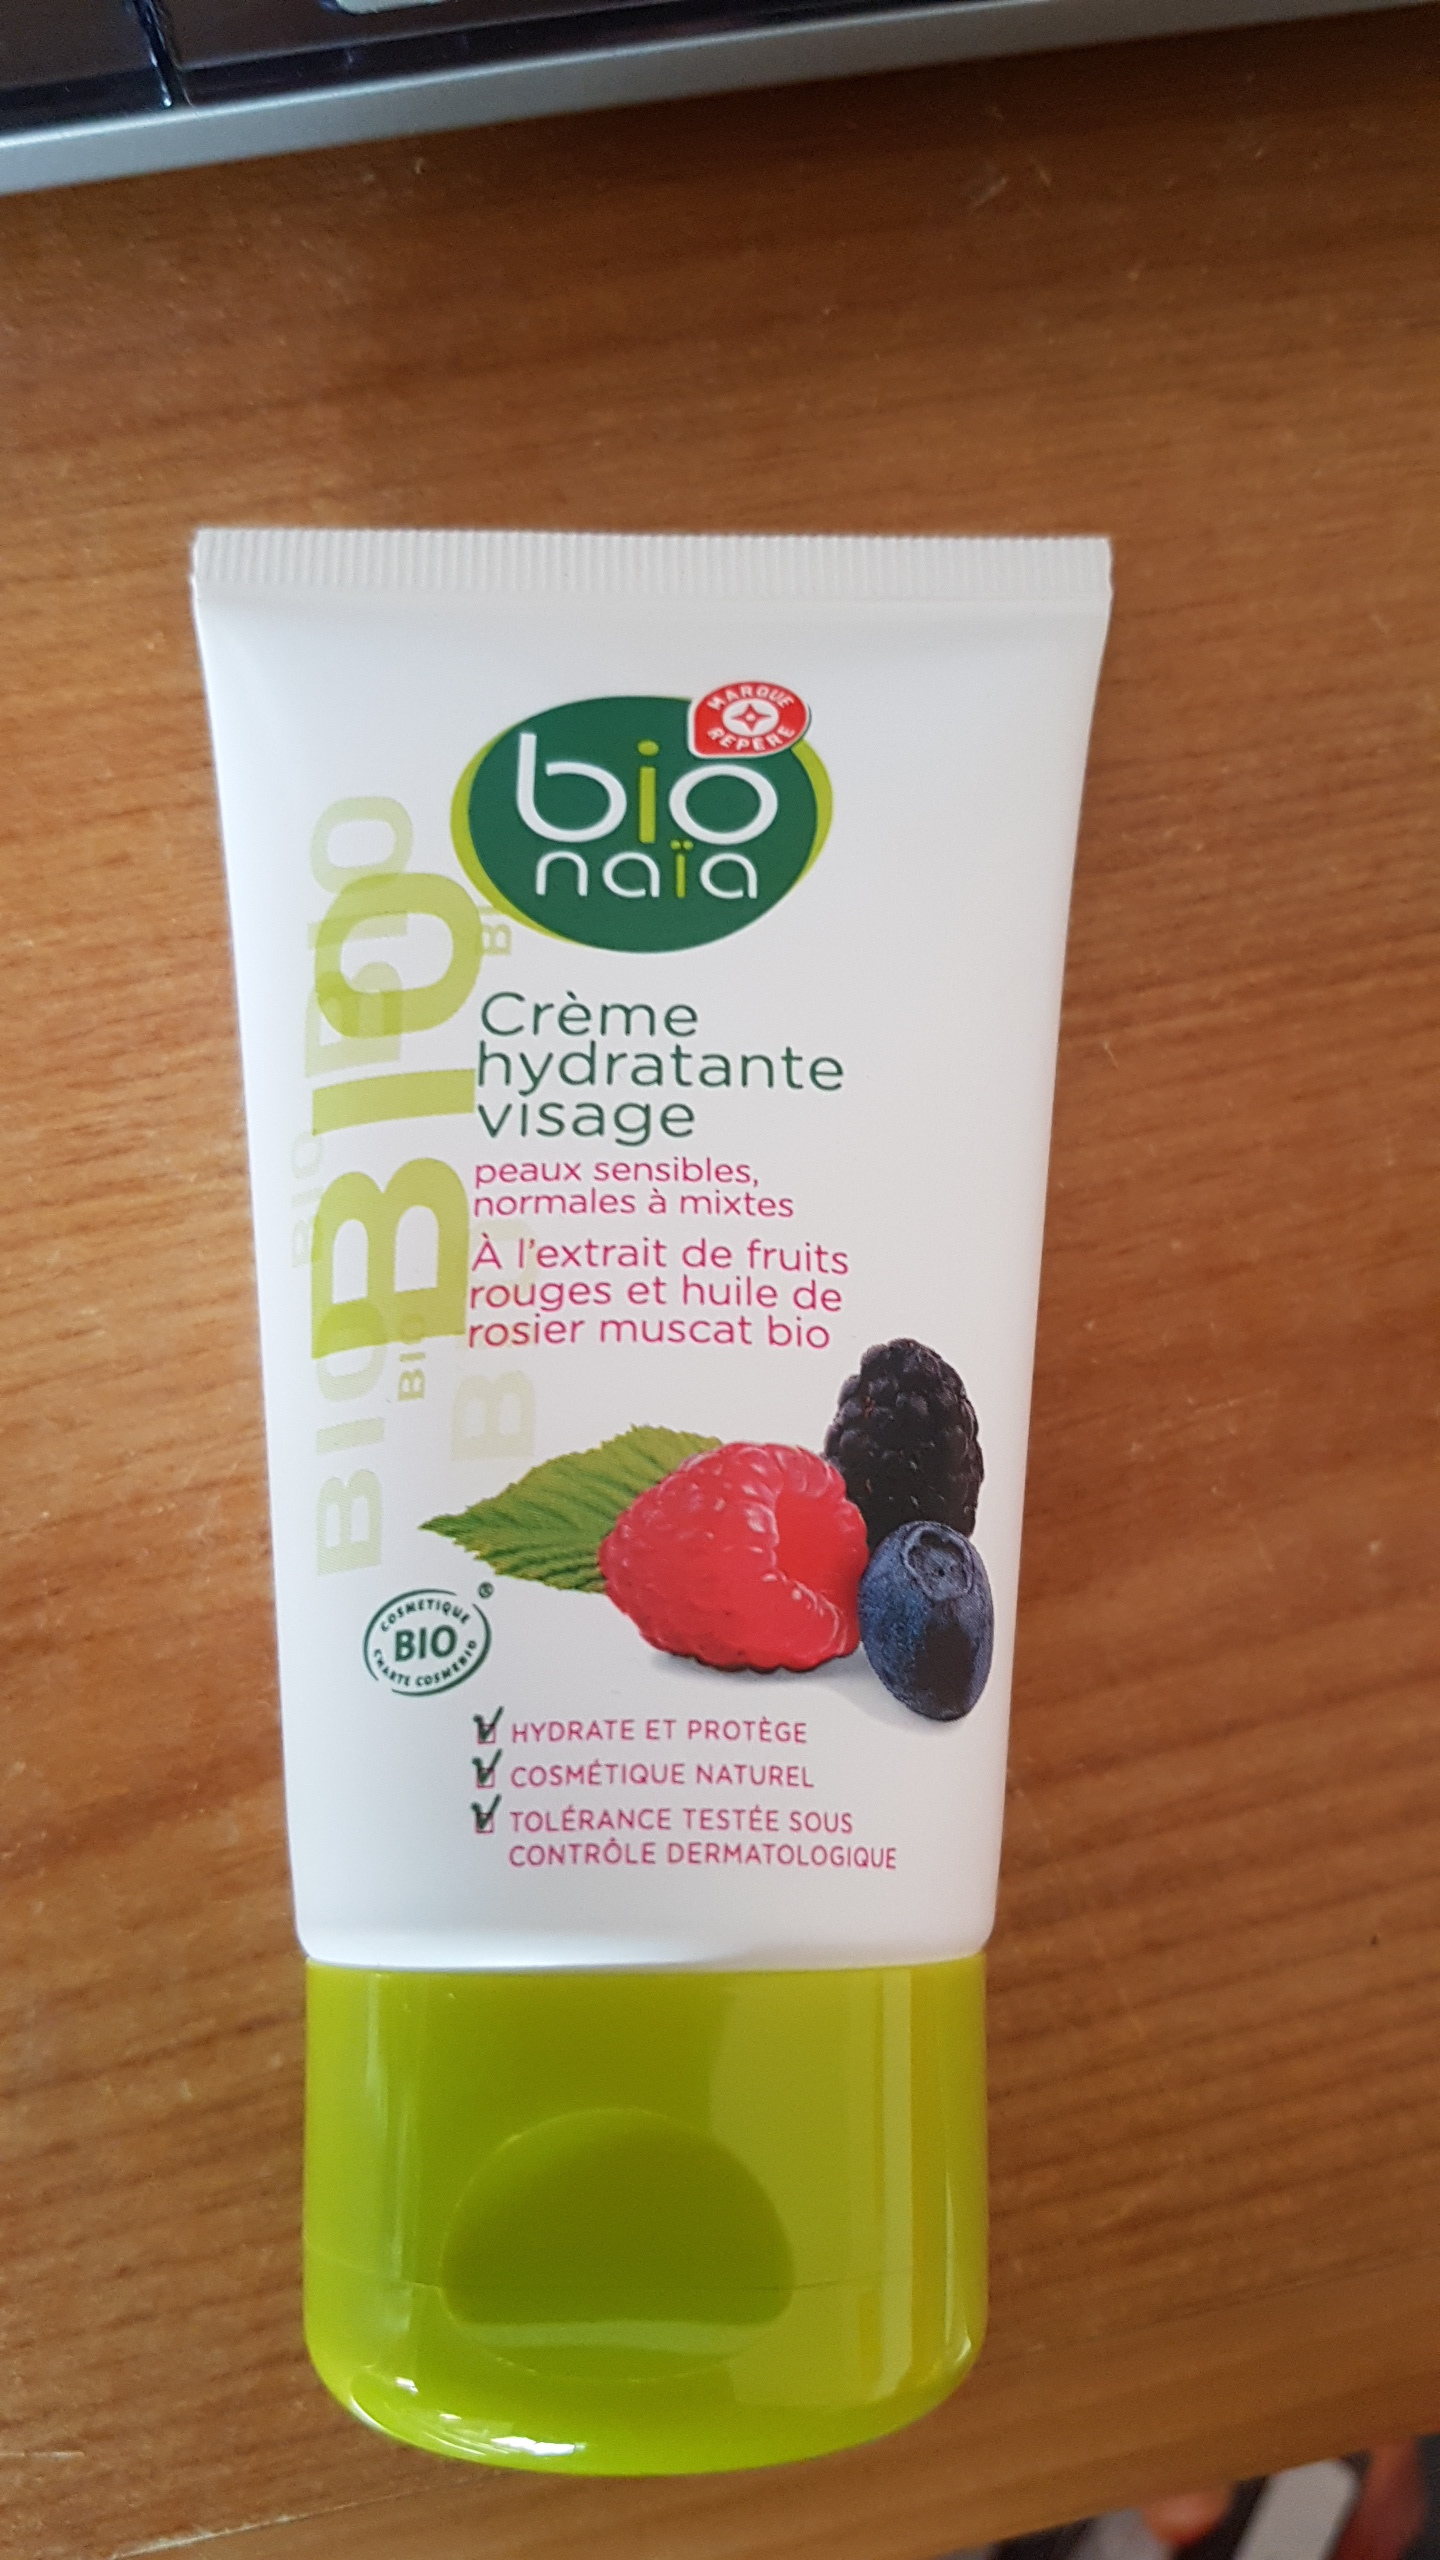 MARQUE
REPÈRE
bio
naïa
BIO
BIO
BIO
BIO
BIO
Crème
hydratante
visage
peaux sensibles,
normales à mixtes
À l'extrait de fruits
rouges et huile de
rosier muscat bio
COSMETIQUE
BIO
CHARTE COSMEBIO
®
HYDRATE ET PROTÈGE
COSMÉTIQUE NATUREL
TOLÉRANCE TESTÉE SOUS
CONTRÔLE DERMATOLOGIQUE